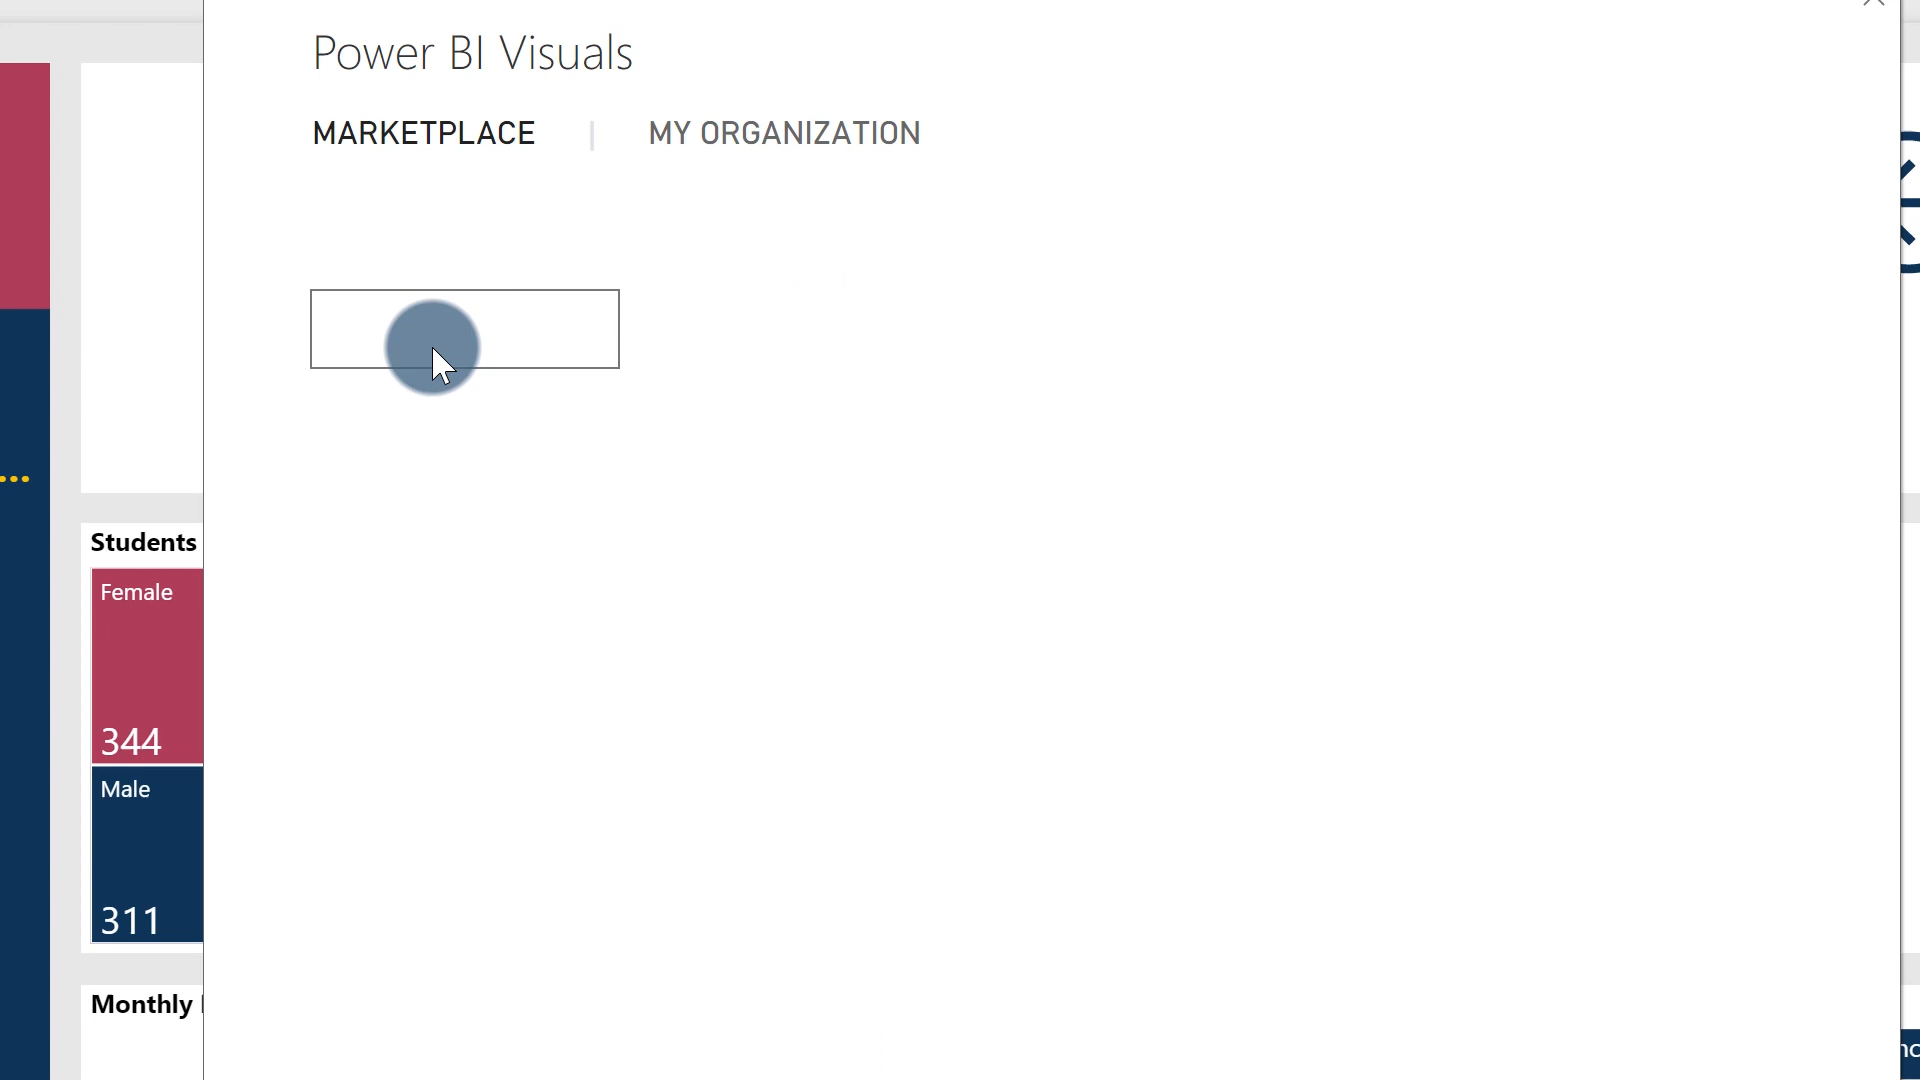 Power BI Visuals
MARKETPLACE | MY ORGANIZATION
Students
Female
344
Male
311
Monthly